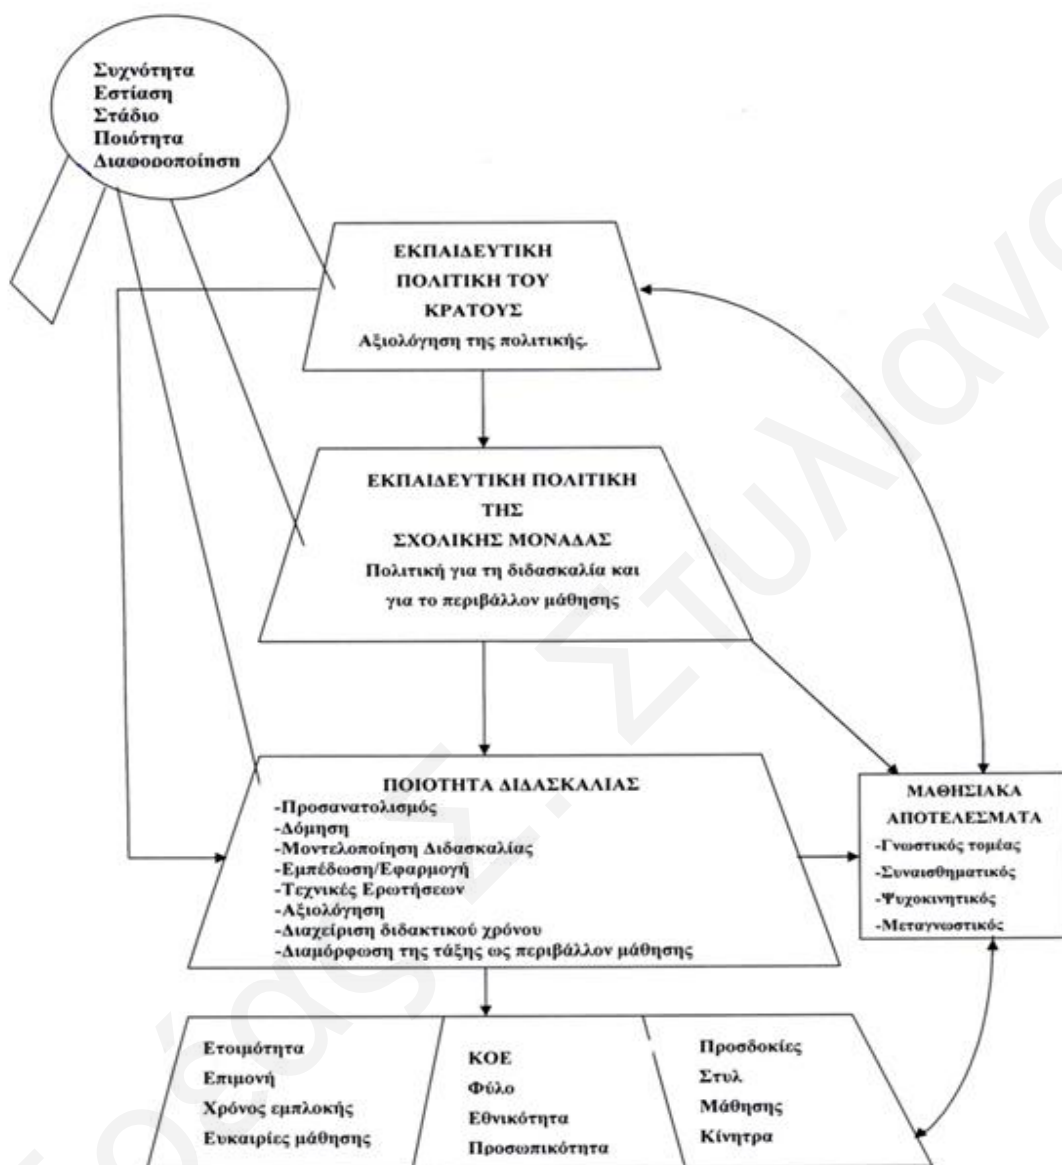 Συχνότητα
Εστίαση
Στάδιο
Ποιότητα
Διαφοροποίηση
ΕΚΠΑΙΔΕΥΤΙΚΗ
ΠΟΛΙΤΙΚΗ ΤΟΥ
ΚΡΑΤΟΥΣ
Αξιολόγηση της πολιτικής.
ΕΚΠΑΙΔΕΥΤΙΚΗ ΠΟΛΙΤΙΚΗ
ΤΗΣ
ΣΧΟΛΙΚΗΣ ΜΟΝΑΔΑΣ
Πολιτική για τη διδασκαλία και
για το περιβάλλον μάθησης
ΠΟΙΟΤΗΤΑ ΔΙΔΑΣΚΑΛΙΑΣ
-Προσανατολισμός
-Δόμηση
-Μοντελοποίηση Διδασκαλίας
-Εμπέδωση/Εφαρμογή
-Τεχνικές Ερωτήσεων
-Αξιολόγηση
-Διαχείριση διδακτικού χρόνου
-Διαμόρφωση της τάξης ως περιβάλλον μάθησης
ΜΑΘΗΣΙΑΚΑ
ΑΠΟΤΕΛΕΣΜΑΤΑ
-Γνωστικός τομέας
-Συναισθηματικός
-Ψυχοκινητικός
-Μεταγνωστικός
Ετοιμότητα
Επιμονή
Χρόνος εμπλοκής
Ευκαιρίες μάθησης
ΚΟΕ
Φύλο
Εθνικότητα
Προσωπικότητα
Προσδοκίες
Στυλ
Μάθησης
Κίνητρα